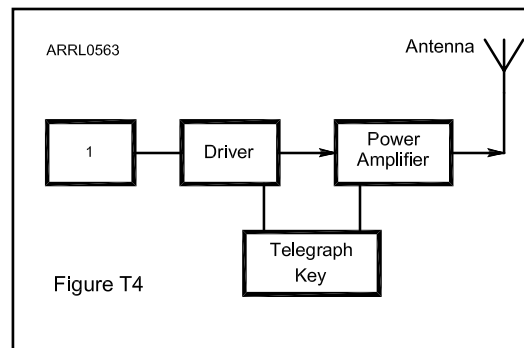 ARRL0563
Antenna
1
Driver
Power
Amplifier
Telegraph
Key
Figure T4